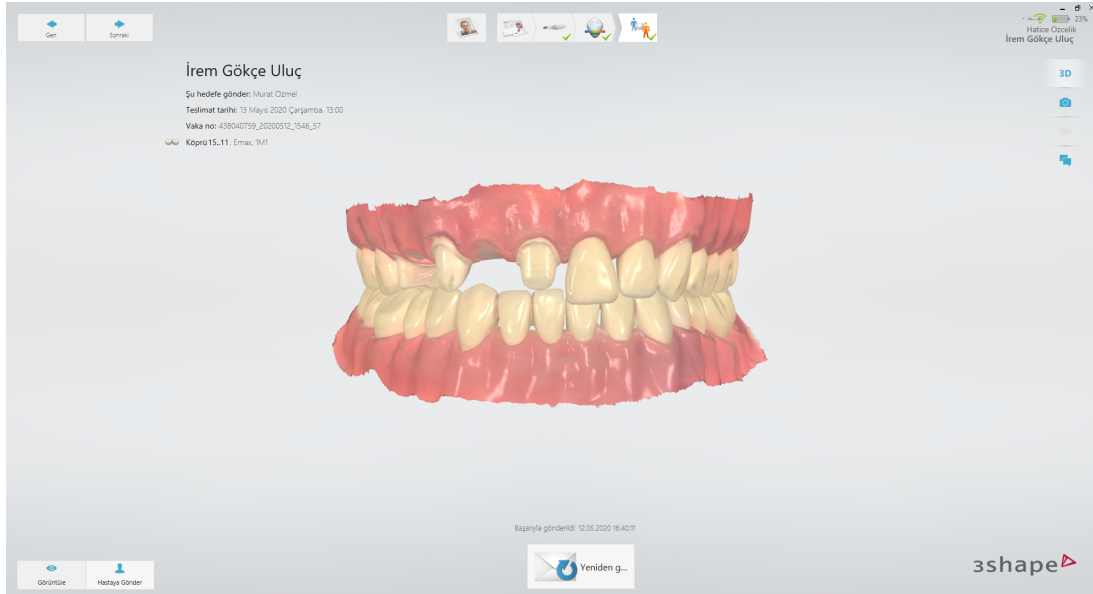 Geri
Sonraki
23%
Hatice Ozcelik
İrem Gökçe Uluç
İrem Gökçe Uluç
Şu hedefe gönder: Murat Ozmel
Teslimat tarihi: 13 Mayıs 2020 Çarşamba, 13:00
Vaka no: 438040759_20200512_1546_57
Köprü 15..11, Emax, 1M1
3D
Başarıyla gönderildi: 12.05.2020 16:40:11
Yeniden g...
Görüntüle
Hastaya Gönder
3shape